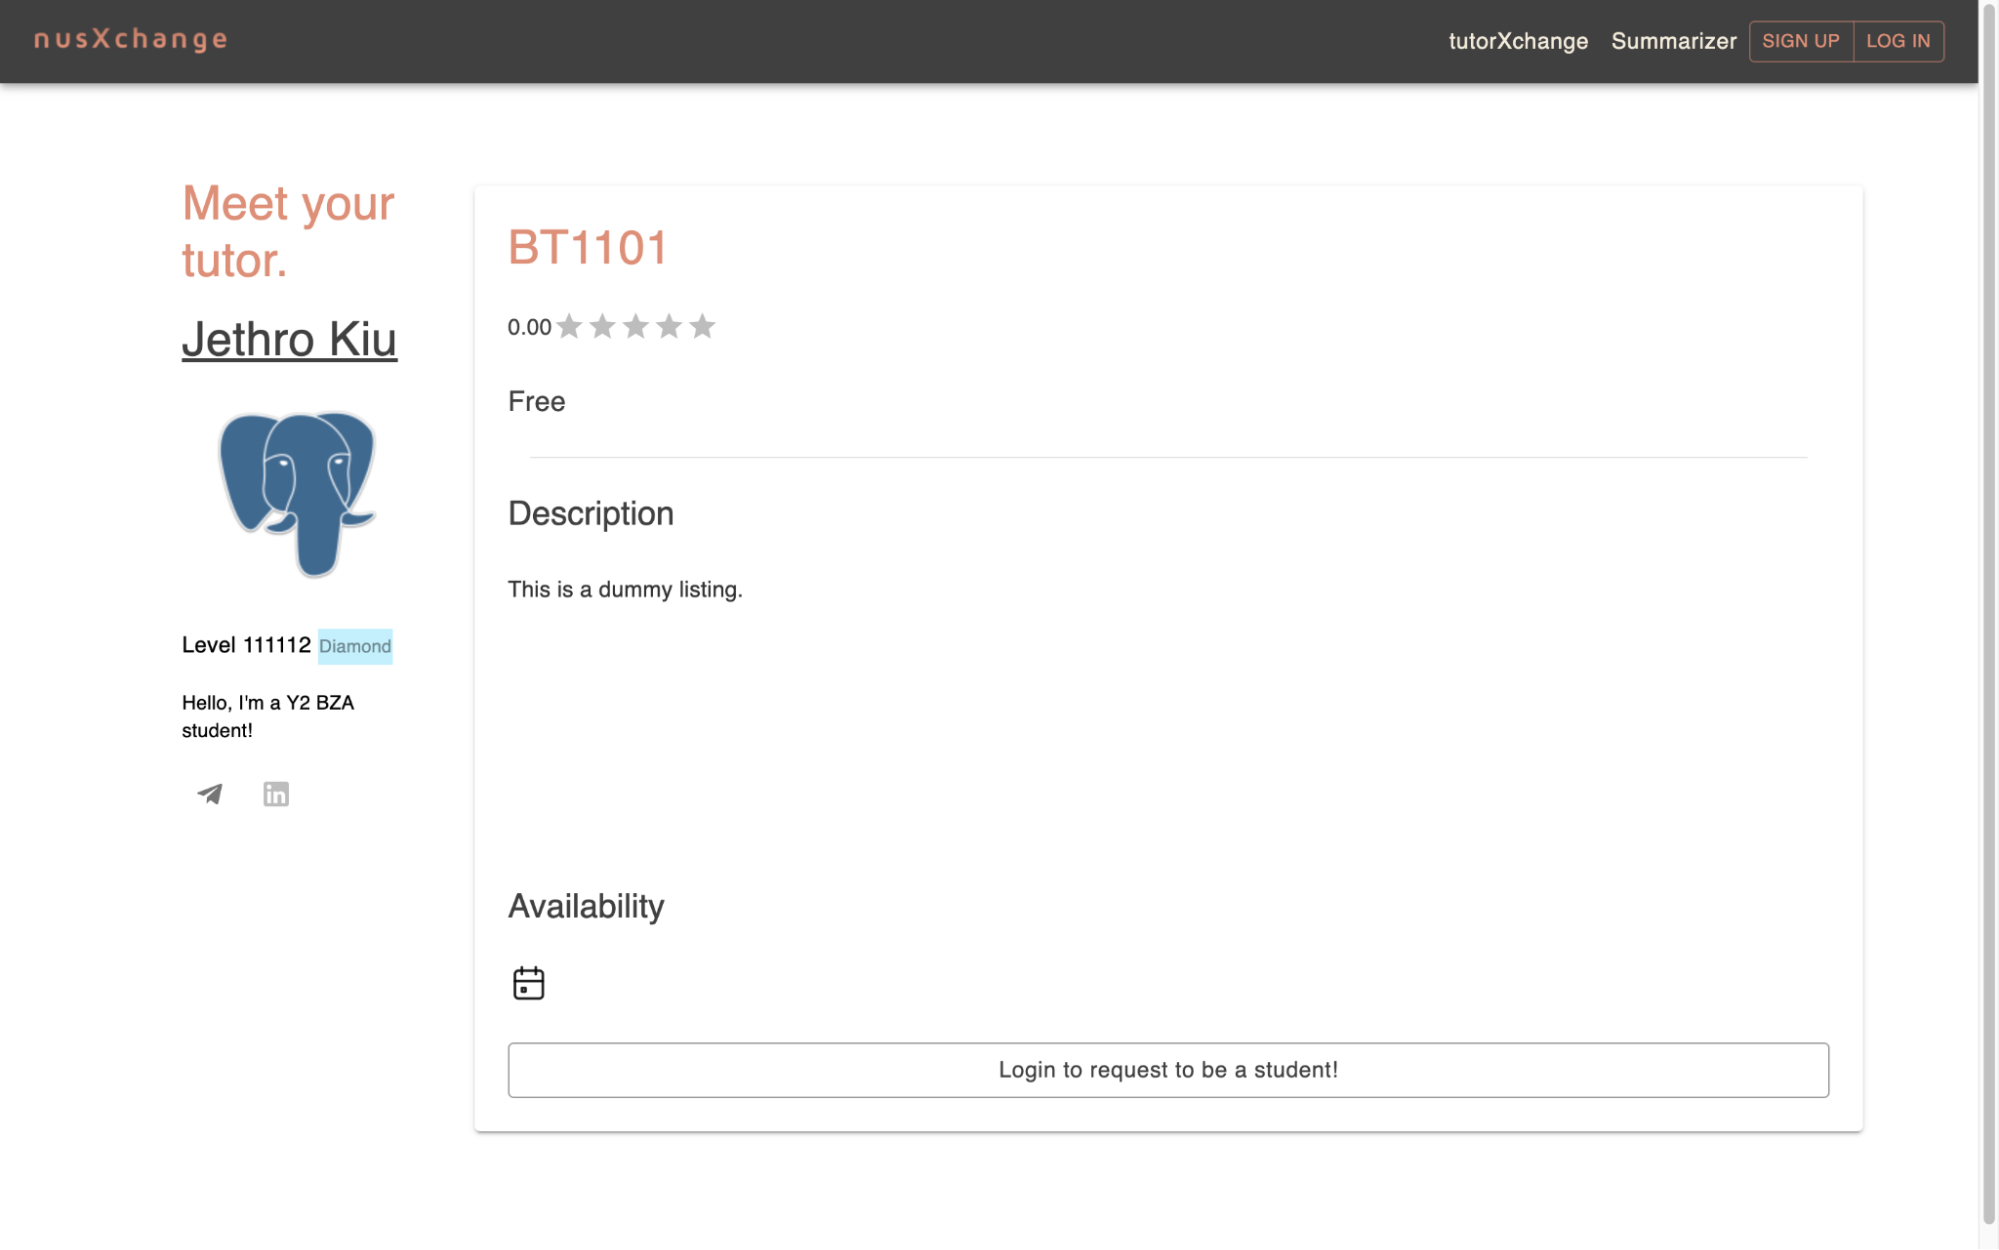 nusXchange
tutorXchange Summarizer SIGN UP LOG IN
Meet your
tutor.
Jethro Kiu
Level 111112 Diamond
Hello, I'm a Y2 BZA
student!
in
BT1101
0.00
Free
Description
This is a dummy listing.
Availability
Login to request to be a student!